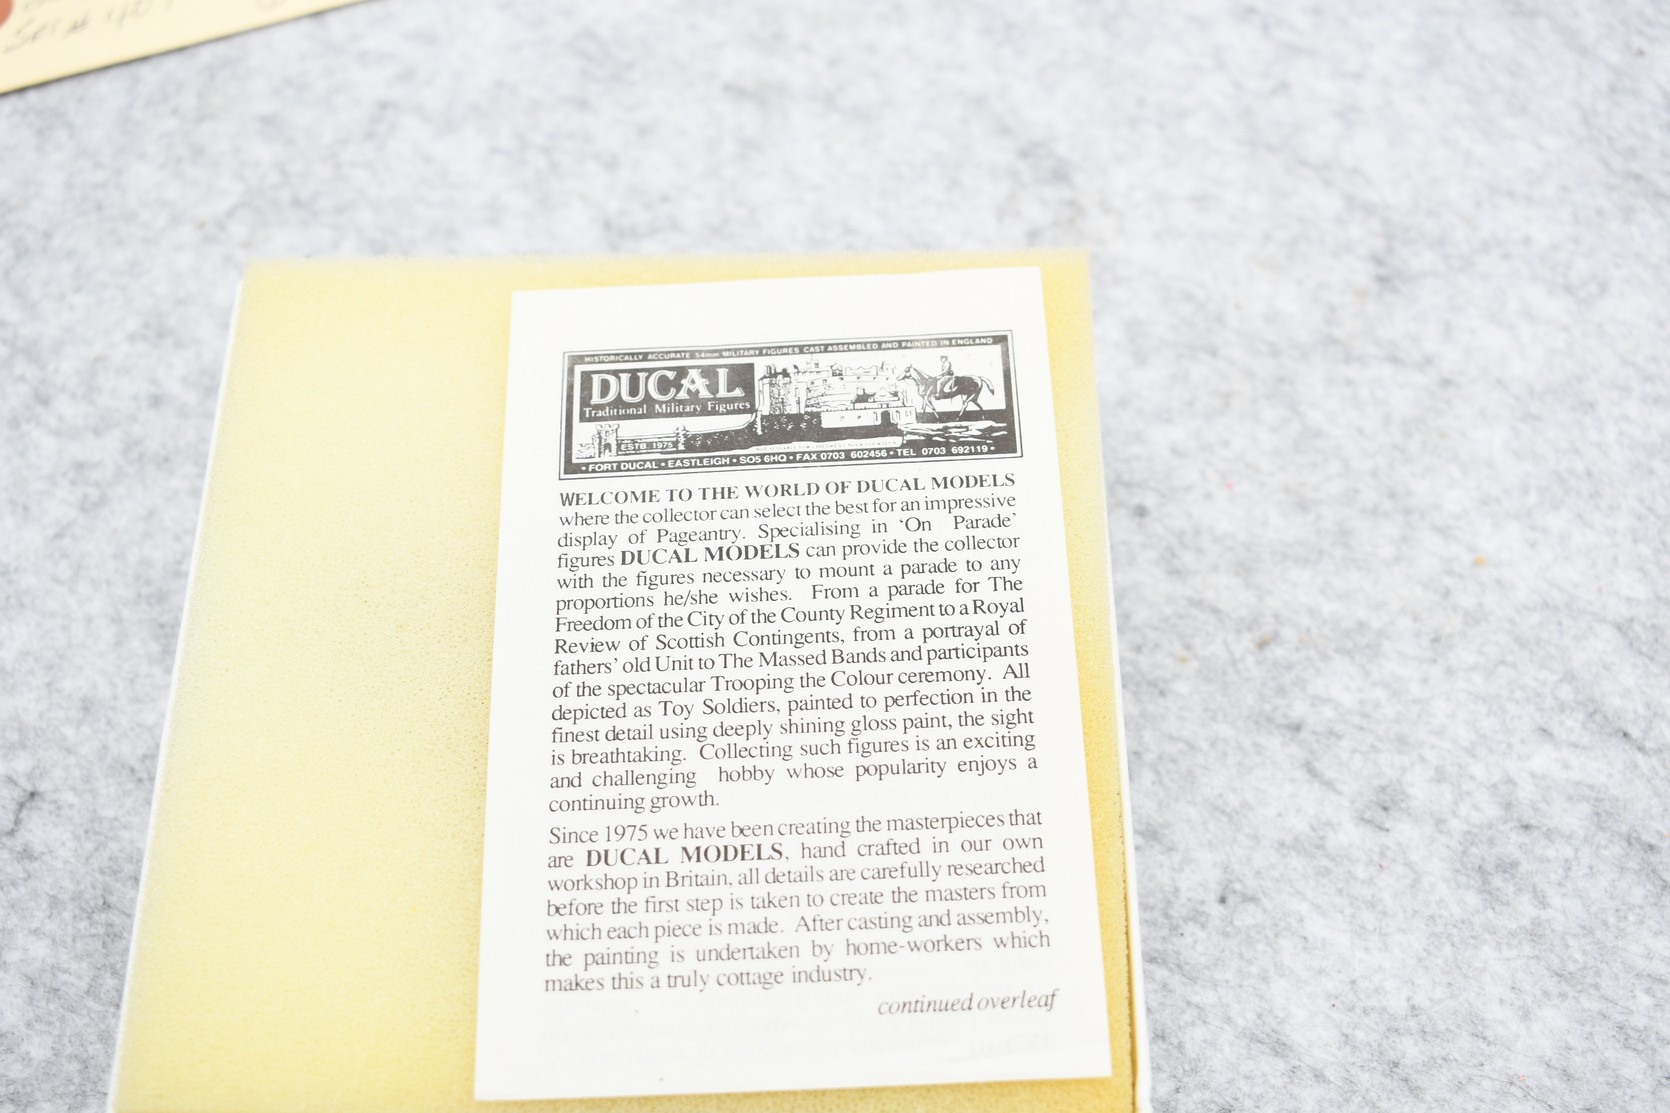 HISTORICALLY ACCURATE 54mm MILITARY FIGURES CAST ASSEMBLED AND PAINTED IN ENGLAND
DUCAL
Traditional Military Figures
ESTB. 1975
• FORT DUCAL • EASTLEIGH • SO5 6HQ • FAX 0703 602456 • TEL 0703 692119 •
WELCOME TO THE WORLD OF DUCAL MODELS
where the collector can select the best for an impressive
display of Pageantry. Specialising in 'On Parade'
figures DUCAL MODELS can provide the collector
with the figures necessary to mount a parade to any
proportions he/she wishes. From a parade for The
Freedom of the City of the County Regiment to a Royal
Review of Scottish Contingents, from a portrayal of
fathers' old Unit to The Massed Bands and participants
of the spectacular Trooping the Colour ceremony. All
depicted as Toy Soldiers, painted to perfection in the
finest detail using deeply shining gloss paint, the sight
is breathtaking. Collecting such figures is an exciting
and challenging hobby whose popularity enjoys a
continuing growth.
Since 1975 we have been creating the masterpieces that
are DUCAL MODELS, hand crafted in our own
workshop in Britain, all details are carefully researched
before the first step is taken to create the masters from
which each piece is made. After casting and assembly,
the painting is undertaken by home-workers which
makes this a truly cottage industry.
continued overleaf